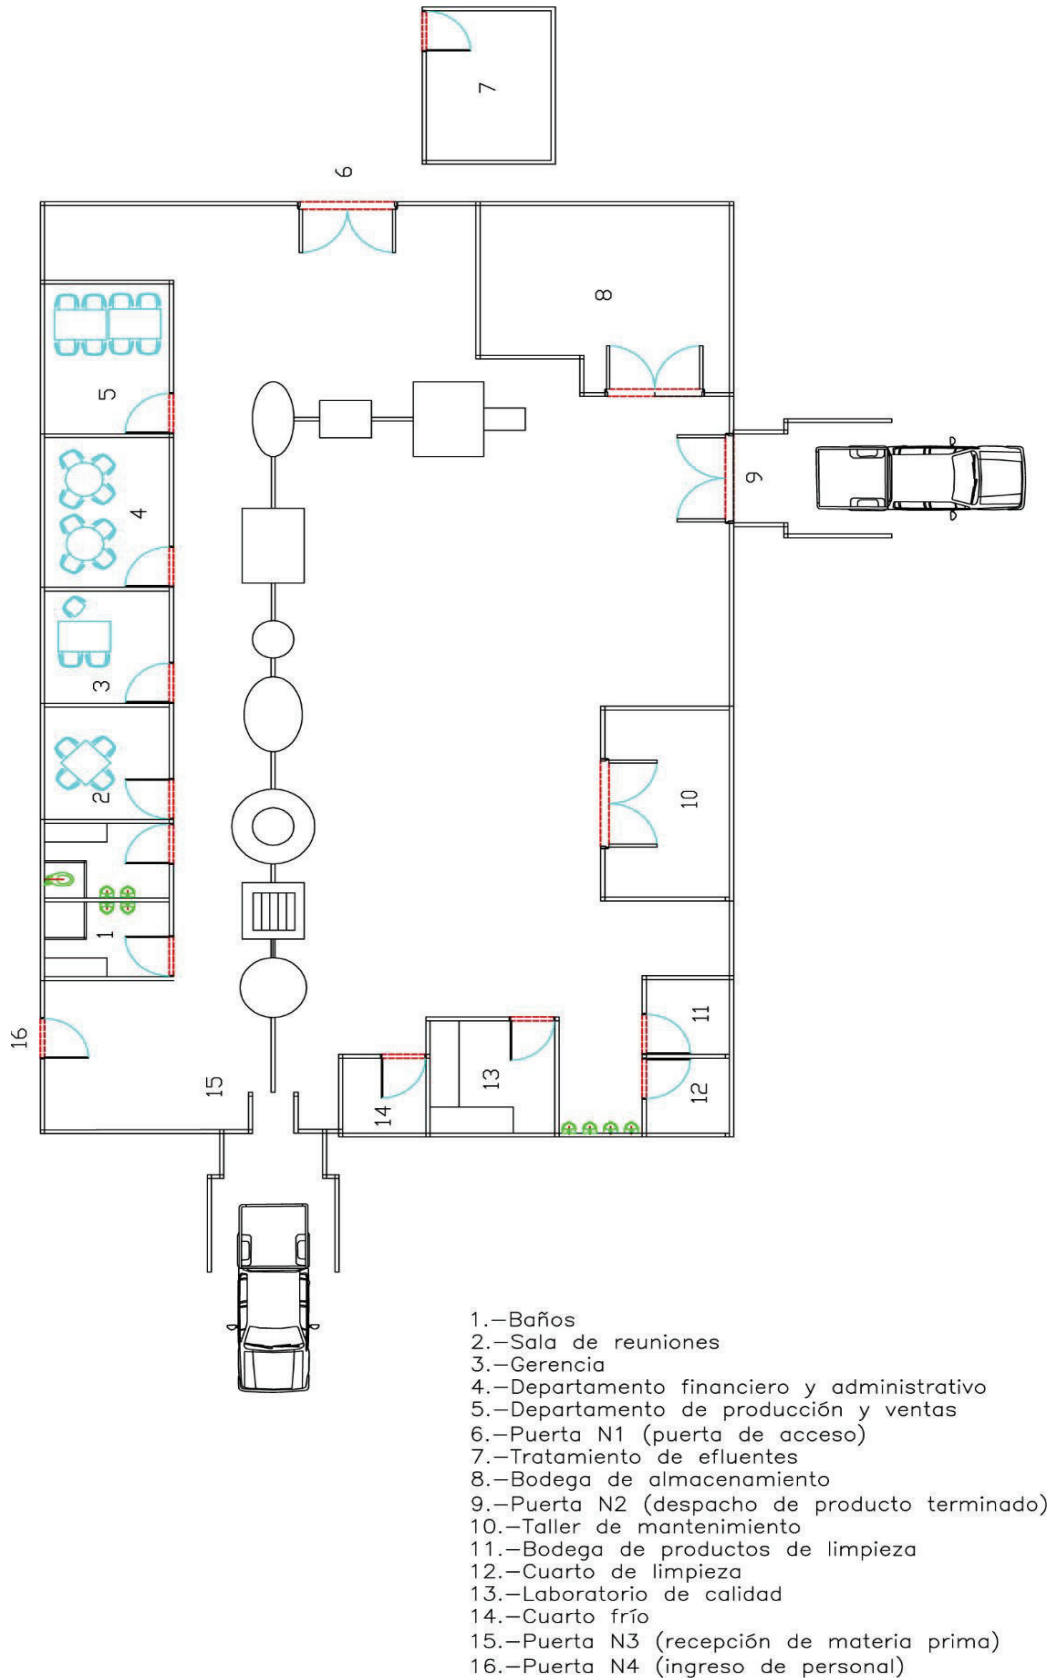 7
6
8
5
4
9
3
2
10
1
16
11
15
13
12
14
1.-Baños
2.-Sala de reuniones
3.-Gerencia
4.-Departamento financiero y administrativo
5.-Departamento de producción y ventas
6.-Puerta N1 (puerta de acceso)
7.-Tratamiento de efluentes
8.-Bodega de almacenamiento
9.-Puerta N2 (despacho de producto terminado)
10.-Taller de mantenimiento
11.-Bodega de productos de limpieza
12.-Cuarto de limpieza
13.-Laboratorio de calidad
14.-Cuarto frío
15.-Puerta N3 (recepción de materia prima)
16.-Puerta N4 (ingreso de personal)